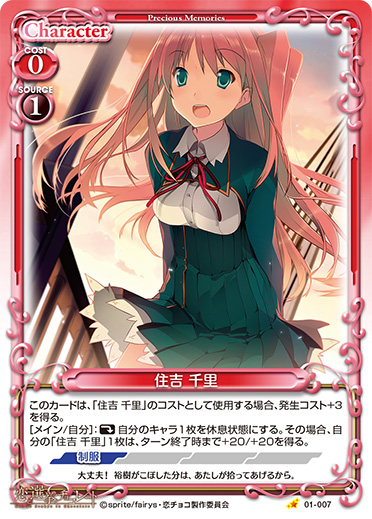 Precious Memories
Character
COST
0
SOURCE
1
住吉 千里
このカードは、「住吉 千里」のコストとして使用する場合、発生コスト+3
を得る。
[メイン/自分]:自分のキャラ1枚を休息状態にする。その場合、自
分の「住吉 千里」1枚は、ターン終了時まで+20/+20を得る。
制服
大丈夫! 裕樹がこぼした分は、あたしが拾ってあげるから。
恋と選挙とチョコレート
©sprite/fairys・恋チョコ製作委員会
01-007